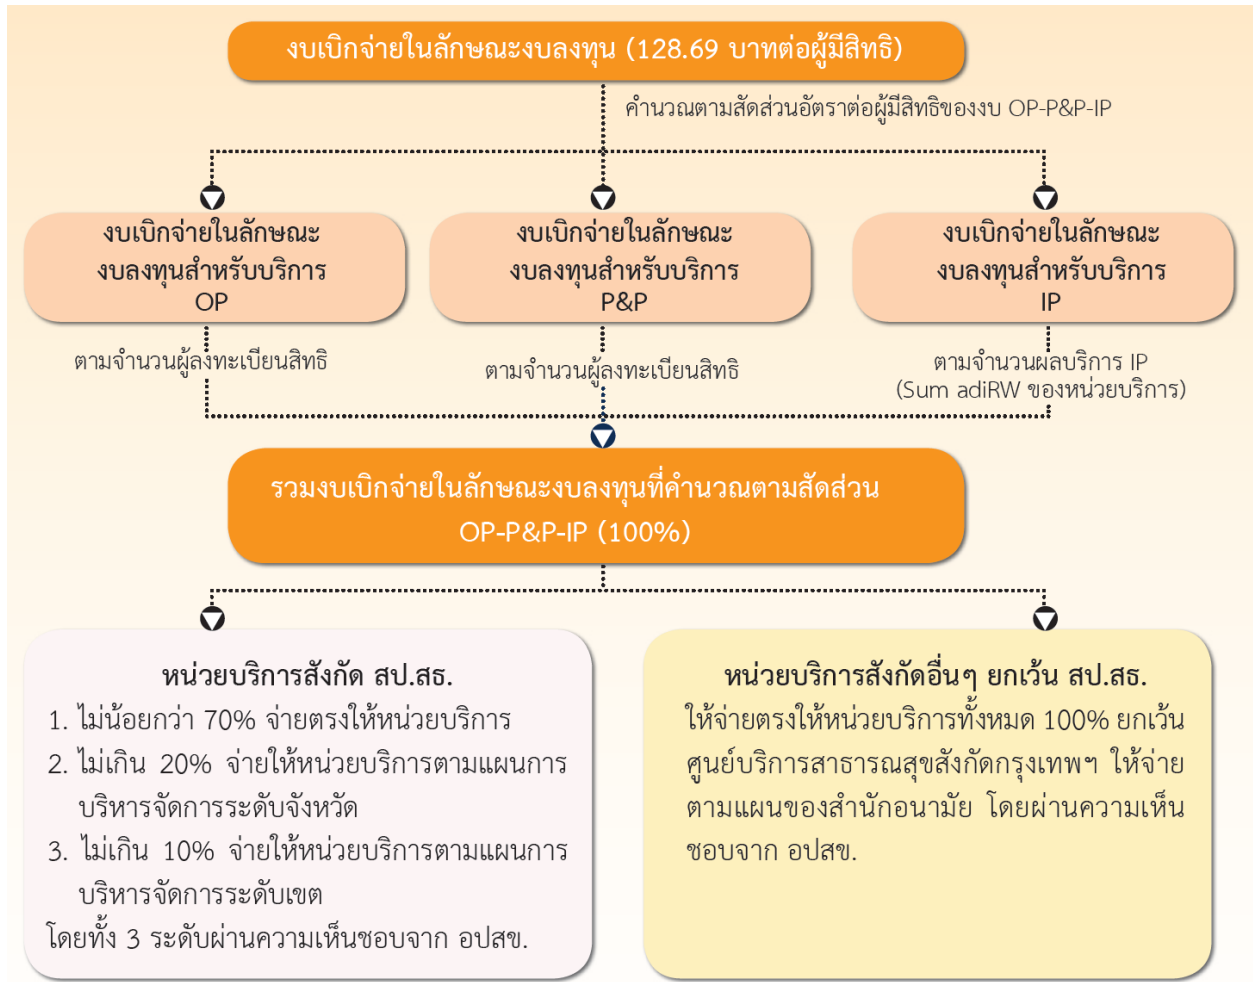 งบเบิกจ่ายในลักษณะงบลงทุน (128.69 บาทต่อผู้มีสิทธิ)
คำนวณตามสัดส่วนอัตราต่อผู้มีสิทธิของงบ OP-P&P-IP
งบเบิกจ่ายในลักษณะ
งบลงทุนสำหรับบริการ
OP
งบเบิกจ่ายในลักษณะ
งบลงทุนสำหรับบริการ
P&P
งบเบิกจ่ายในลักษณะ
งบลงทุนสำหรับบริการ
IP
ตามจำนวนผู้ลงทะเบียนสิทธิ
ตามจำนวนผู้ลงทะเบียนสิทธิ
ตามจำนวนผลบริการ IP
(Sum adjRW ของหน่วยบริการ)
รวมงบเบิกจ่ายในลักษณะงบลงทุนที่คำนวณตามสัดส่วน
OP-P&P-IP (100%)
หน่วยบริการสังกัด สป.สธ.
1. ไม่น้อยกว่า 70% จ่ายตรงให้หน่วยบริการ
2. ไม่เกิน 20% จ่ายให้หน่วยบริการตามแผนการ
บริหารจัดการระดับจังหวัด
3. ไม่เกิน 10% จ่ายให้หน่วยบริการตามแผนการ
บริหารจัดการระดับเขต
โดยทั้ง 3 ระดับผ่านความเห็นชอบจาก อปสข.
หน่วยบริการสังกัดอื่นๆ ยกเว้น สป.สธ.
ให้จ่ายตรงให้หน่วยบริการทั้งหมด 100% ยกเว้น
ศูนย์บริการสาธารณสุขสังกัดกรุงเทพฯ ให้จ่าย
ตามแผนของสำนักอนามัย โดยผ่านความเห็น
ชอบจาก อปสข.